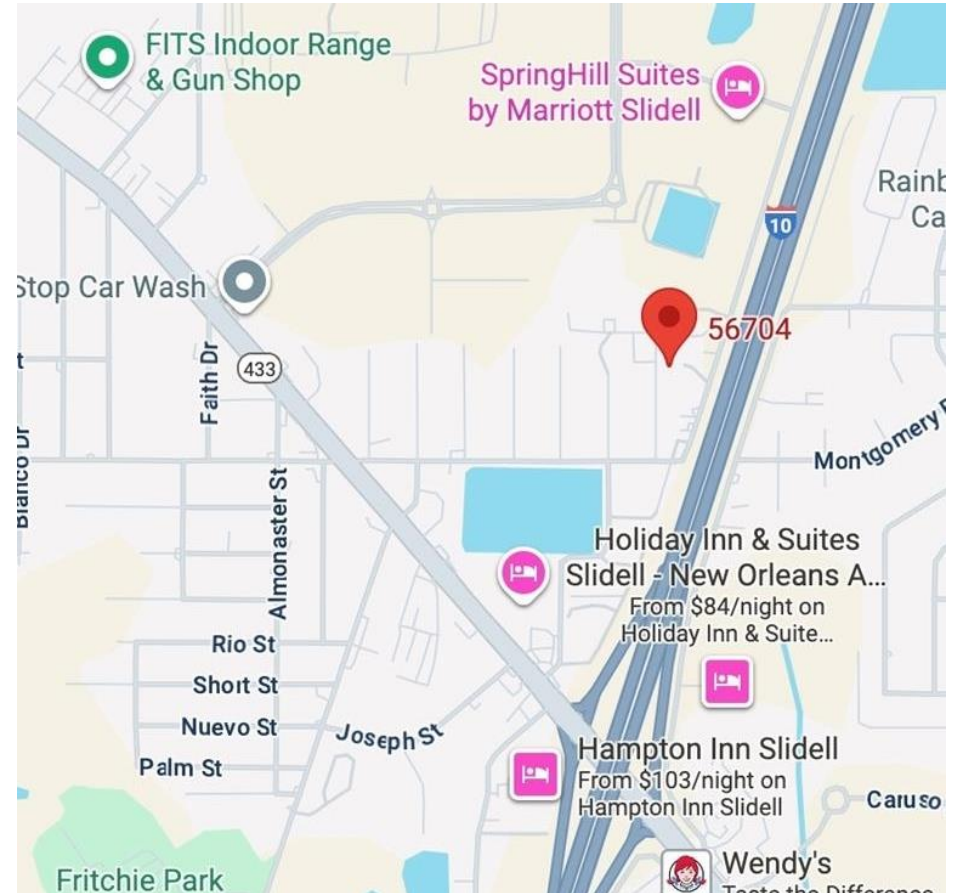 FITS Indoor Range
& Gun Shop
SpringHill Suites
by Marriott Slidell
10
Stop Car Wash
56704
433
Faith Dr
Almonaster St
Montgomery
Holiday Inn & Suites
Slidell - New Orleans A...
From $84/night on
Holiday Inn & Suite...
Rio St
Short St
Nuevo St
Palm St
Joseph St
Hampton Inn Slidell
From $103/night on
Hampton Inn Slidell
Caruso
Fritchie Park
Wendy's
Taste the Difference